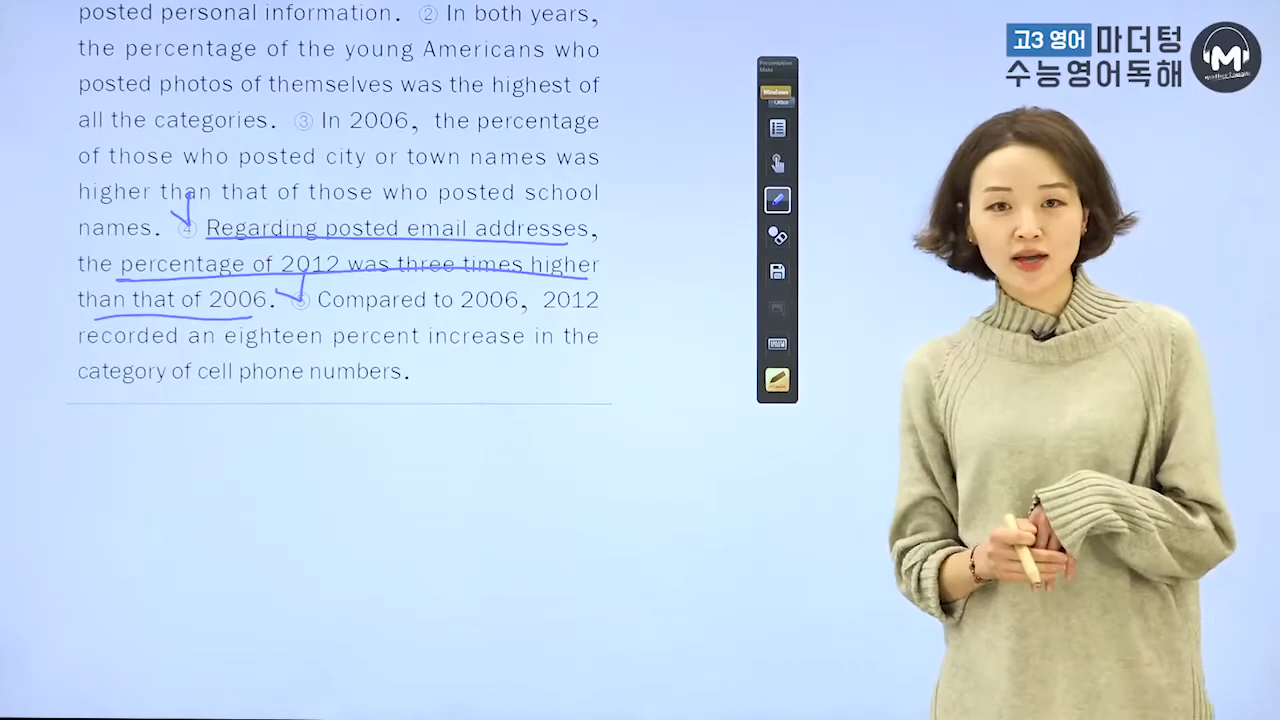 posted personal information. ② In both years,
the percentage of the young Americans who
posted photos of themselves was the highest of
all the categories. ③ In 2006, the percentage
of those who posted city or town names was
higher than that of those who posted school
names. ④ Regarding posted email addresses,
the percentage of 2012 was three times higher
than that of 2006. ⑤ Compared to 2006, 2012
recorded an eighteen percent increase in the
category of cell phone numbers.
Presentation
Windows
Office
고3 영어 마더텅
수능영어독해
M